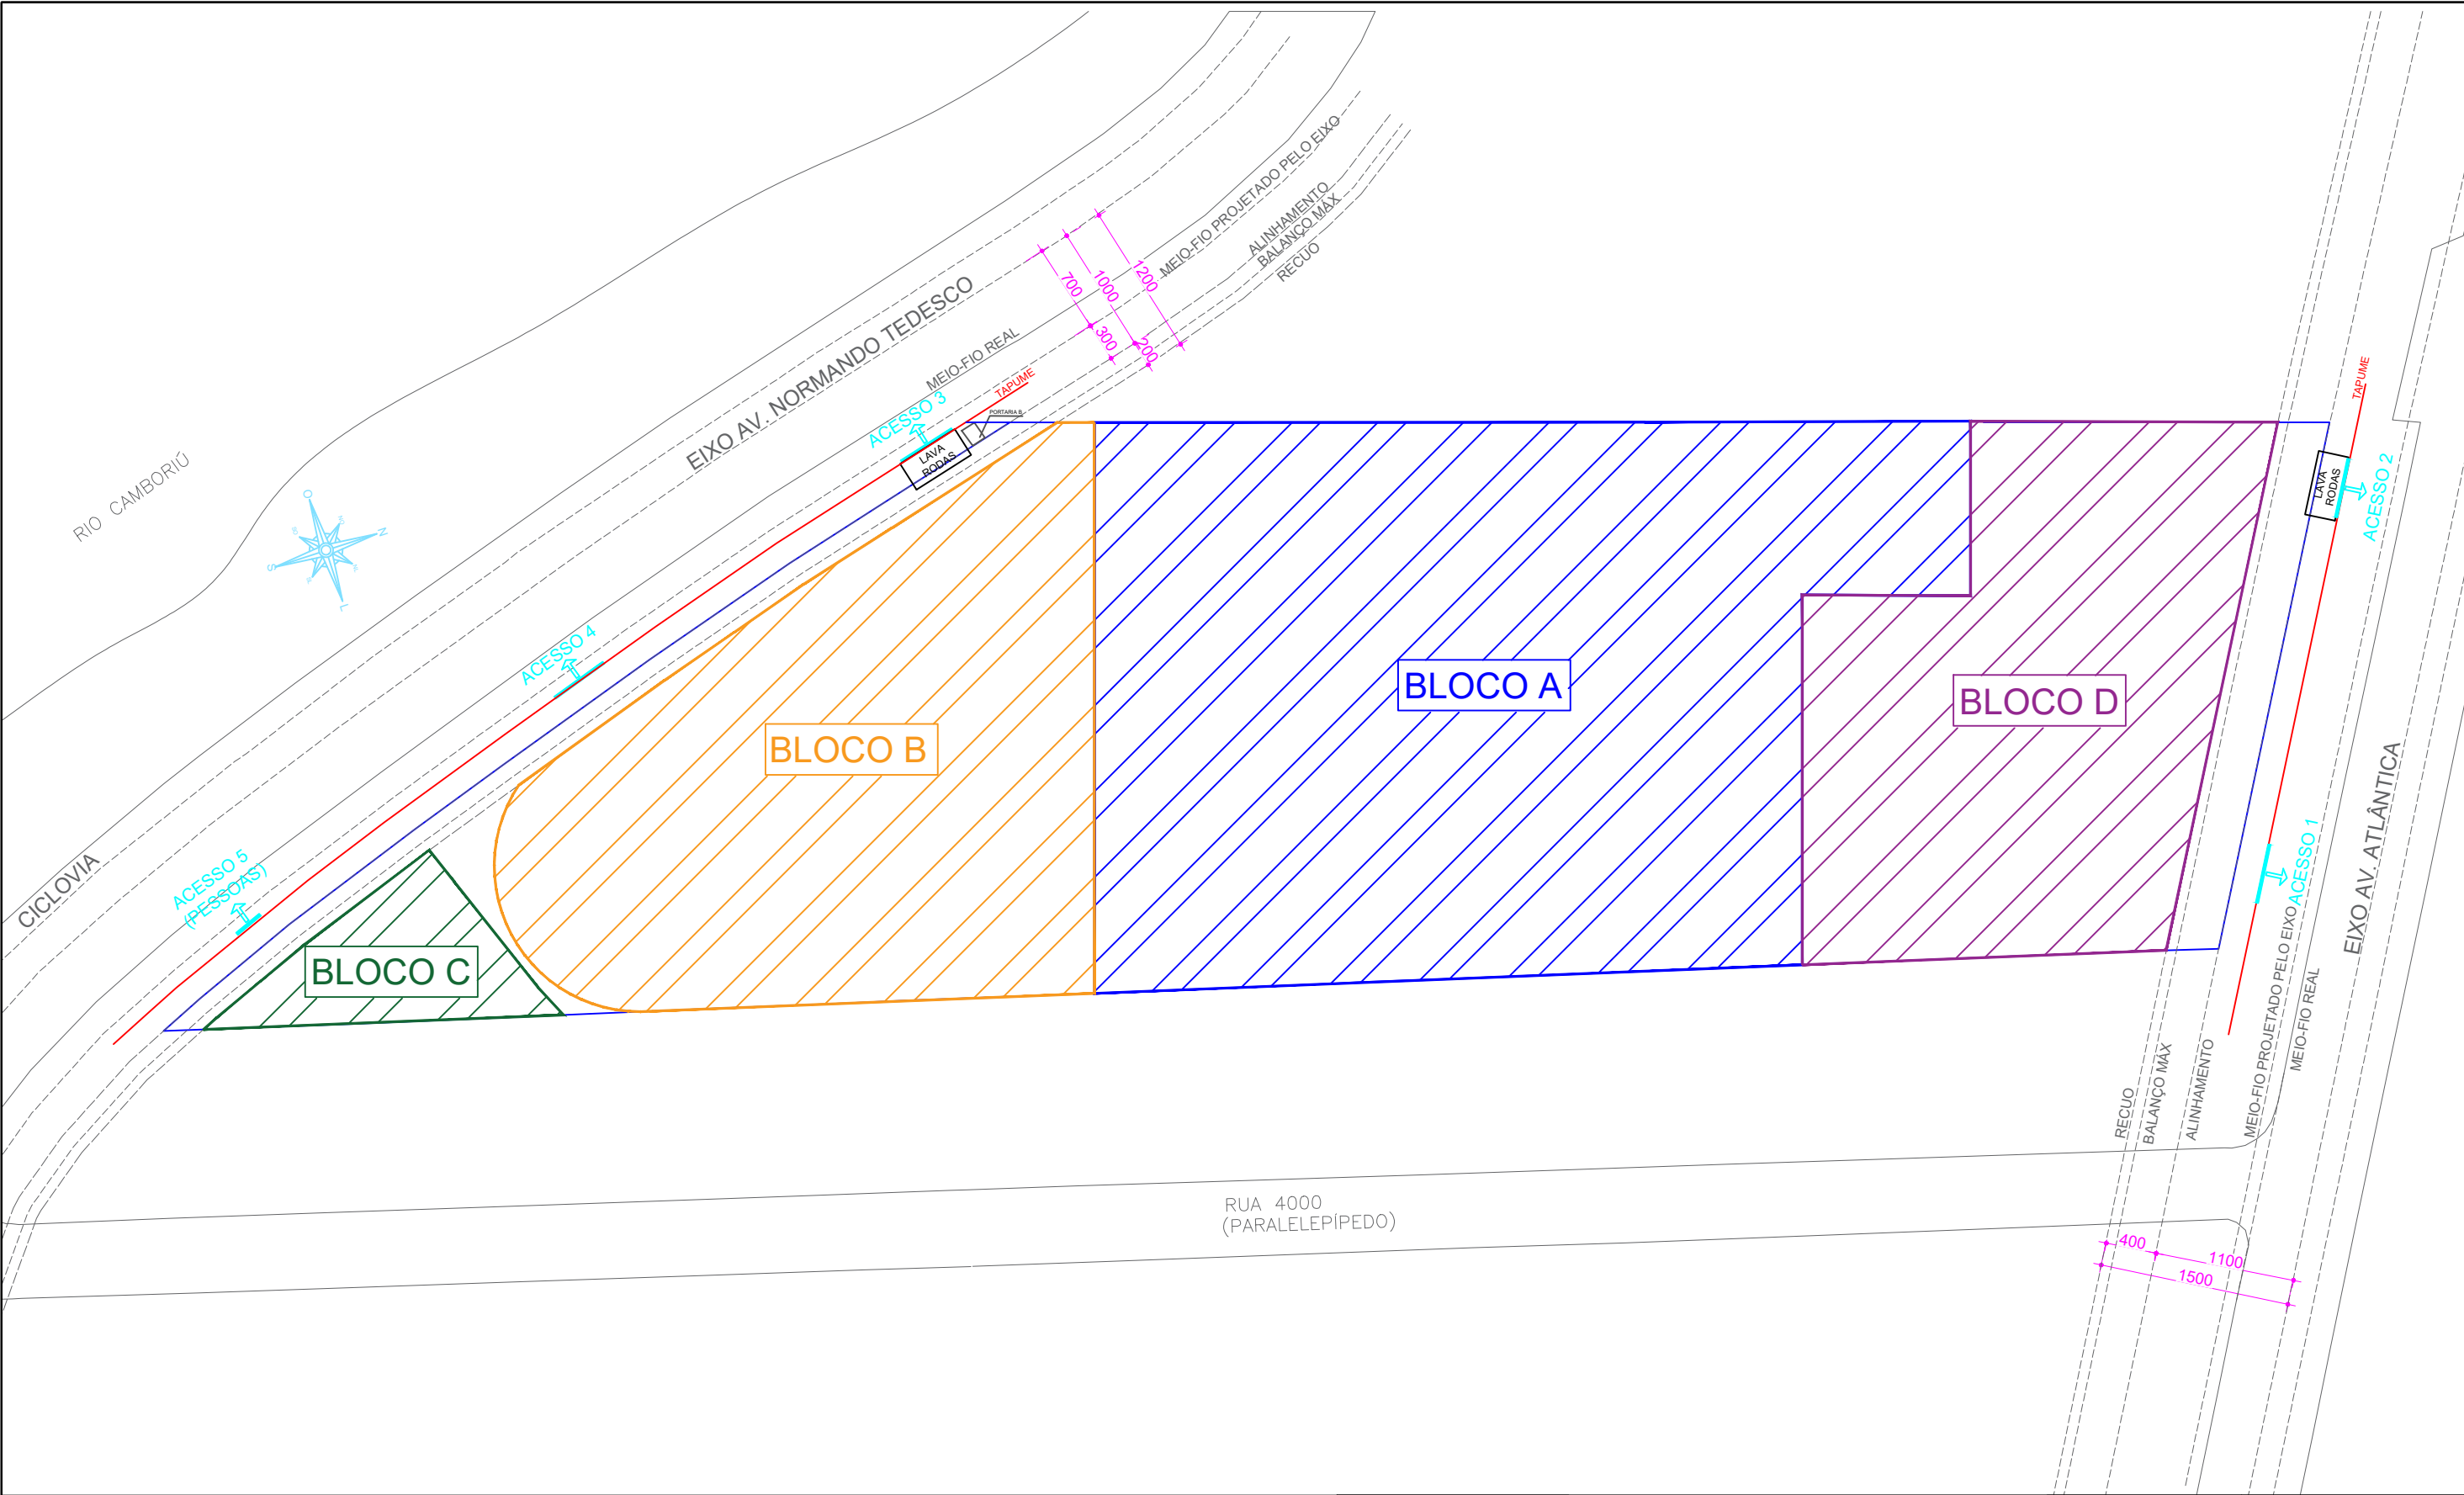 MEIO-FIO PROJETADO PELO EIXO
ALINHAMENTO
BALANÇO MÁX
RECUO
1200
1000
700
300
200
EIXO AV. NORMANDO TEDESCO
MEIO-FIO REAL
TAPUME
PORTARIA B
ACESSO 3
LAVA
RODAS
RIO CAMBORIÚ
O
N
S
L
TAPUME
LAVA
RODAS
ACESSO 2
ACESSO 4
BLOCO A
BLOCO D
BLOCO B
EIXO AV. ATLÂNTICA
ACESSO 1
CICLOVIA
ACESSO 5
(PESSOAS)
BLOCO C
RECUO
BALANÇO MÁX
ALINHAMENTO
MEIO-FIO PROJETADO PELO EIXO
MEIO-FIO REAL
RUA 4000
(PARALELEPÍPEDO)
400
1100
1500